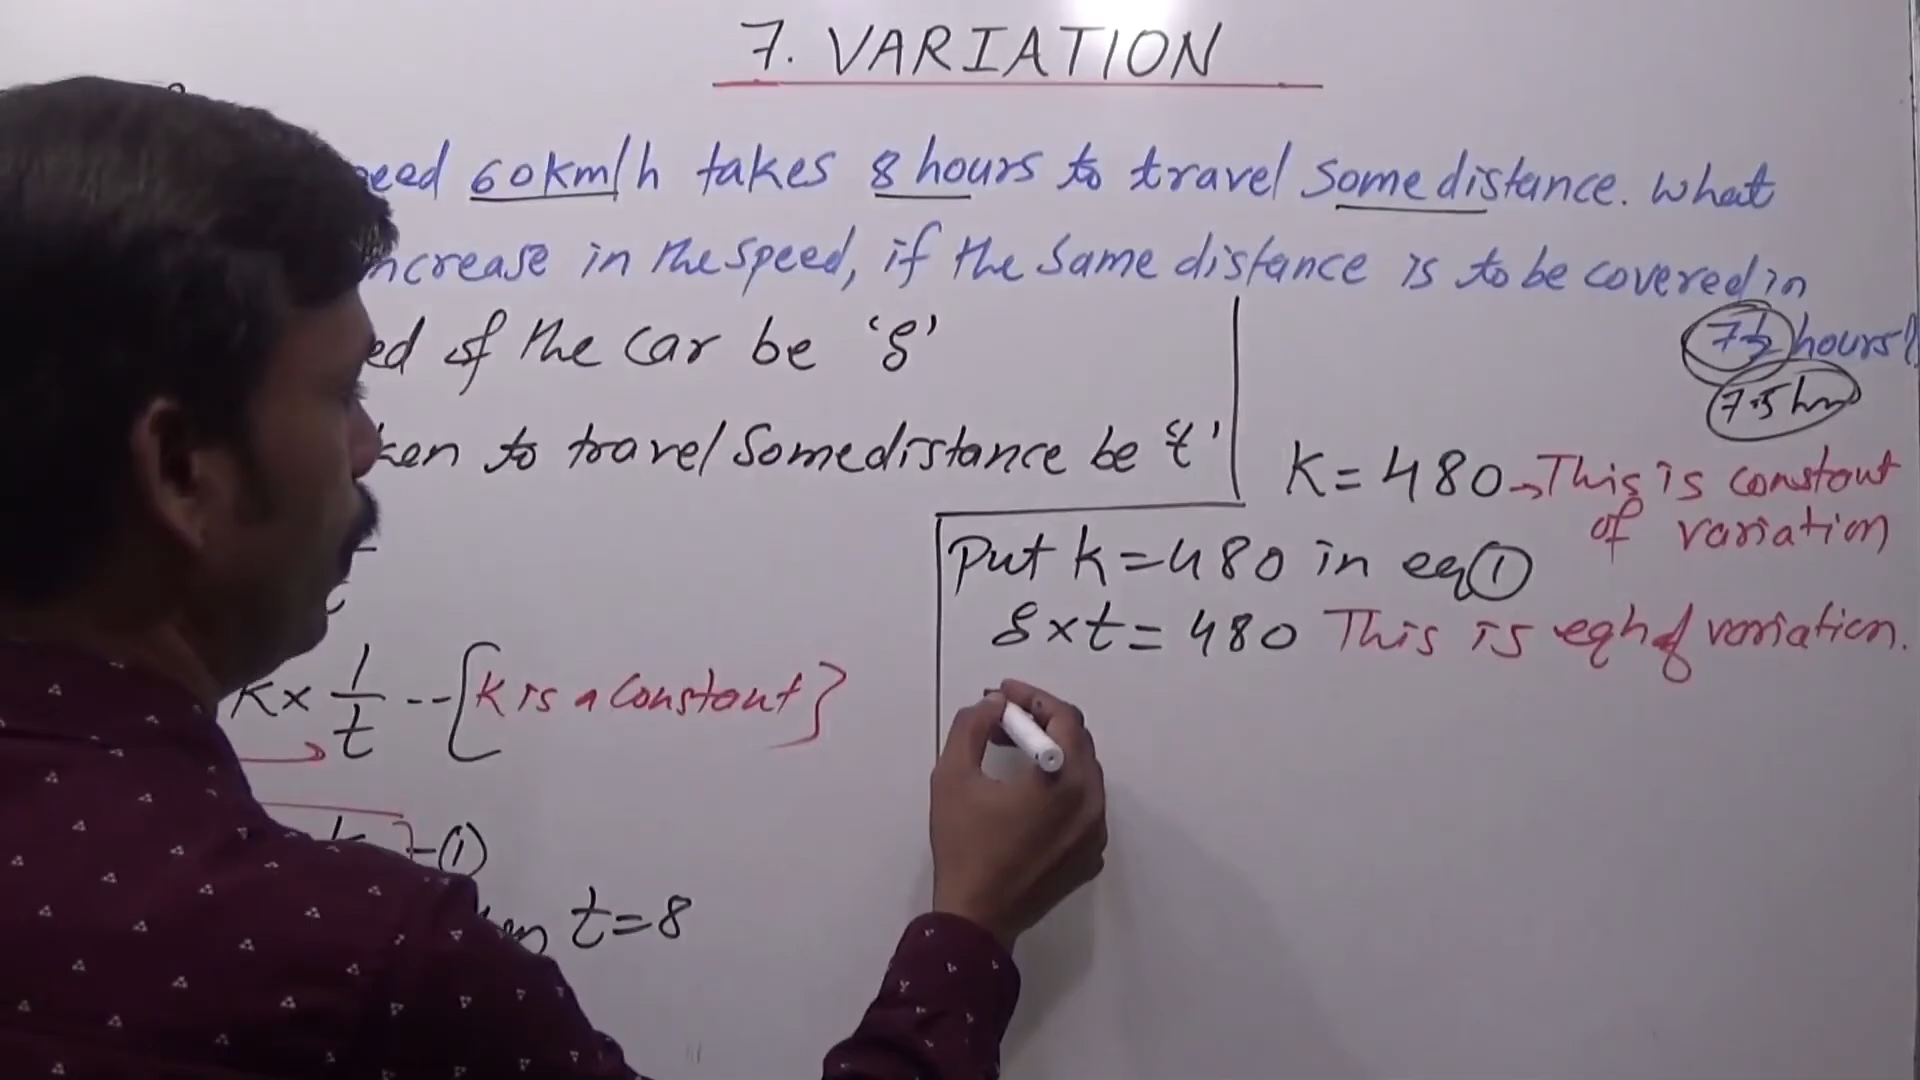 7. VARIATION
eed 60km/h takes 8 hours to travel Some distance. What
ncrease in the speed, if the same distance is to be covered in
7½ hours?
7.5 hrs
ed of the car be 's'
ken to travel Some distance be 't'
K × 1/t --- [K is a constant}
(1)
t=8
K = 480 → This is constant
of variation
Put k = 480 in eq (1)
s × t = 480 This is eqn of variation.